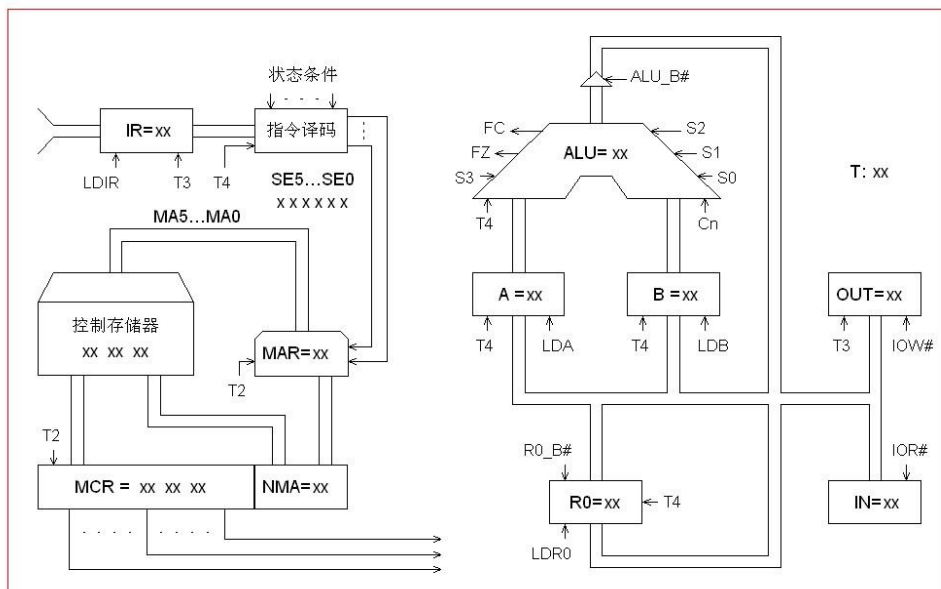 状态条件
IR=xx
指令译码
LDIR
T3
T4
SE5...SE0
x x x x x x
MA5...MA0
控制存储器
xx xx xx
MAR=xx
T2
T2
MCR = xx xx xx
NMA=xx
ALU_B#
FC
FZ
S3
T4
ALU= xx
S2
S1
S0
Cn
T: xx
A =xx
T4
LDA
B =xx
T4
LDB
OUT=xx
T3
IOW#
R0_B#
R0=xx
T4
LDR0
IOR#
IN=xx